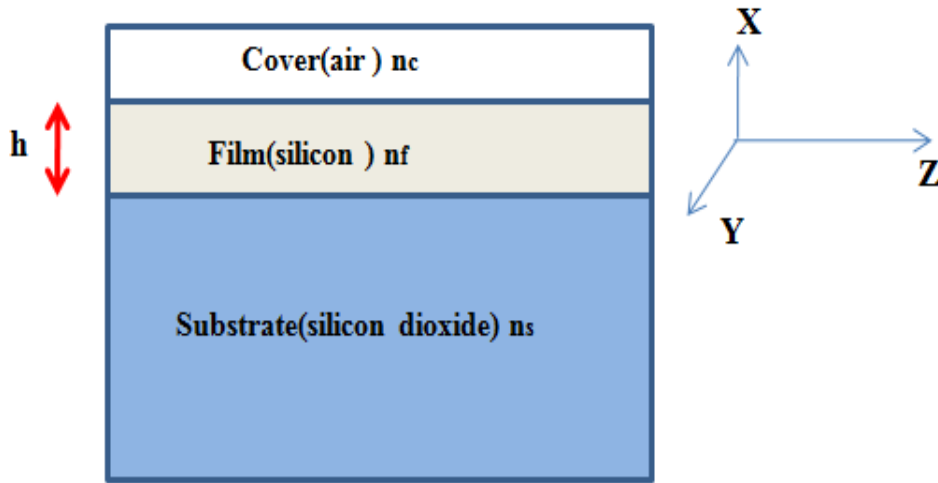 X
Cover(air ) nc
h
Film(silicon ) nf
Z
Y
Substrate(silicon dioxide) ns